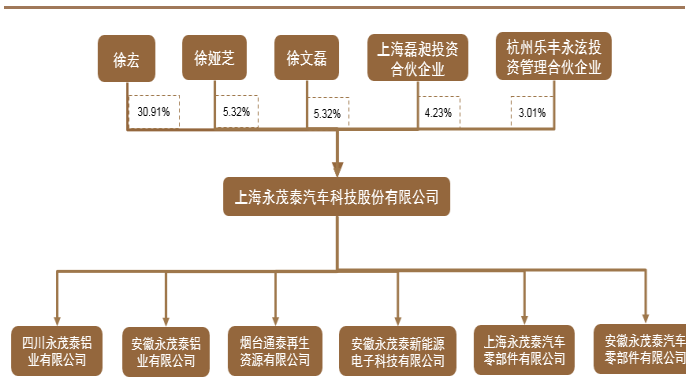 徐宏
徐娅芝
徐文磊
上海磊昶投资
合伙企业
杭州乐丰永泫投
资管理合伙企业
30.91%
5.32%
5.32%
4.23%
3.01%
上海永茂泰汽车科技股份有限公司
四川永茂泰铝
业有限公司
安徽永茂泰铝
业有限公司
烟台通泰再生
资源有限公司
安徽永茂泰新能源
电子科技有限公司
上海永茂泰汽车
零部件有限公司
安徽永茂泰汽车
零部件有限公司